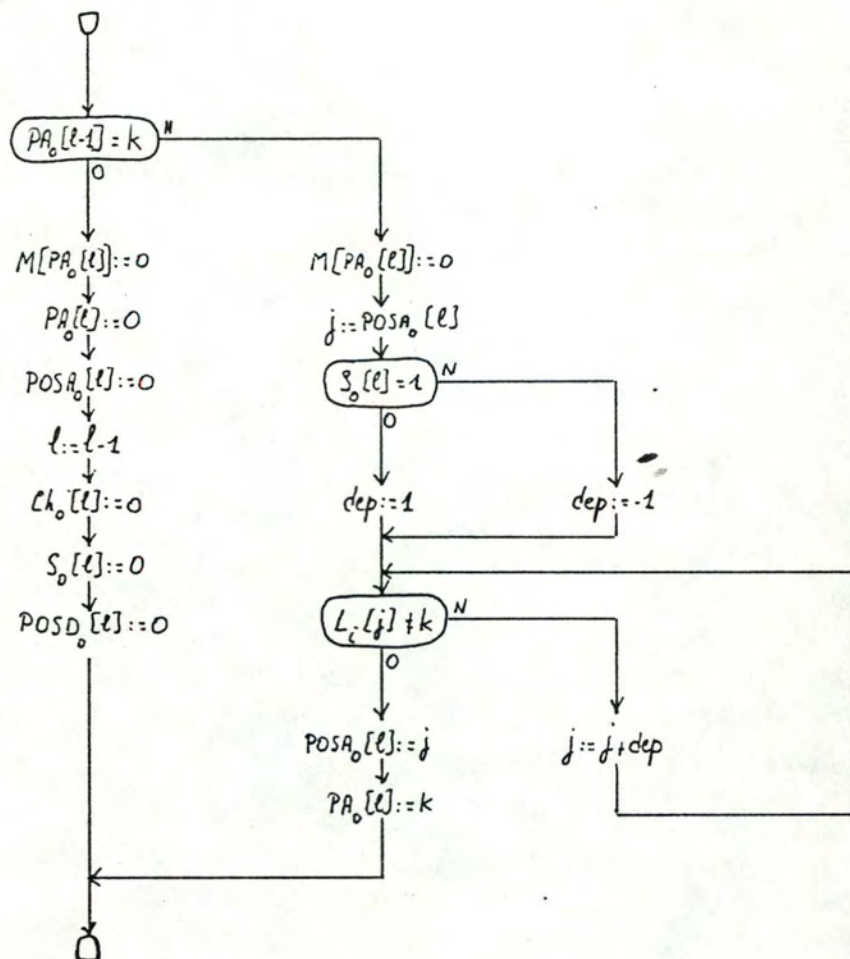 PA₀[l-1] = k
N
O
M[PA₀[l]]:=0
PA₀[l]:=0
POSA₀[l]:=0
l:=l-1
Ch₀[l]:=0
S₀[l]:=0
POSD₀[l]:=0
M[PA₀[l]]:=0
j:=POSA₀[l]
S₀[l]=1
N
O
dep:=1
dep:=-1
Lᵢ[j] ≠ k
N
O
POSA₀[l]:=j
PA₀[l]:=k
j:=j+dep